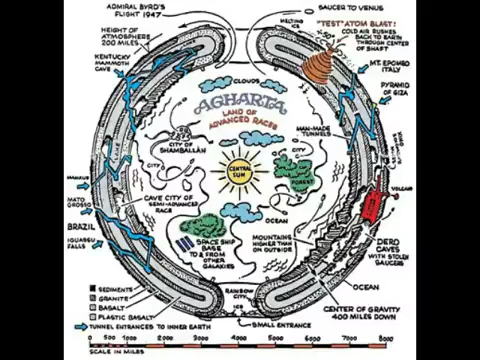 ADMIRAL BYRD'S
FLIGHT 1947
SAUCER TO VENUS
HEIGHT OF
ATMOSPHERE
200 MILES.
MELTING
ICE
"TEST" ATOM BLAST!
COLD AIR RUSHES
BACK TO EARTH
THROUGH CENTER
OF SHAFT
KENTUCKY
MAMMOTH
CAVE
MT. EPOMBO
ITALY
PYRAMID
OF GIZA
CLOUDS
AGHARTA
LAND OF
ADVANCED RACES
MAN-MADE
TUNNELS
CITY OF
SHAMBALLAH
CITY
CITY
CENTRAL
SUN
FOREST
VOLCANO
MATO
GROSSO
CAVE CITY OF
SEMI-ADVANCED
RACE
OCEAN
BRAZIL
IGUASSU
FALLS
SPACE SHIP
BASE
TO & FROM
OTHER
GALAXIES
MOUNTAINS
HIGHER THAN
ON OUTSIDE
DERO
CAVES
WITH STOLEN
SAUCERS
OCEAN
SEDIMENTS
GRANITE
BASALT
PLASTIC BASALT
TUNNEL ENTRANCES TO INNER EARTH
RAINBOW
CITY
ICE
SMALL ENTRANCE
CENTER OF GRAVITY
400 MILES DOWN
0 500 1000 2000 3000 4000 5000 6000 7000 8000
SCALE IN MILES